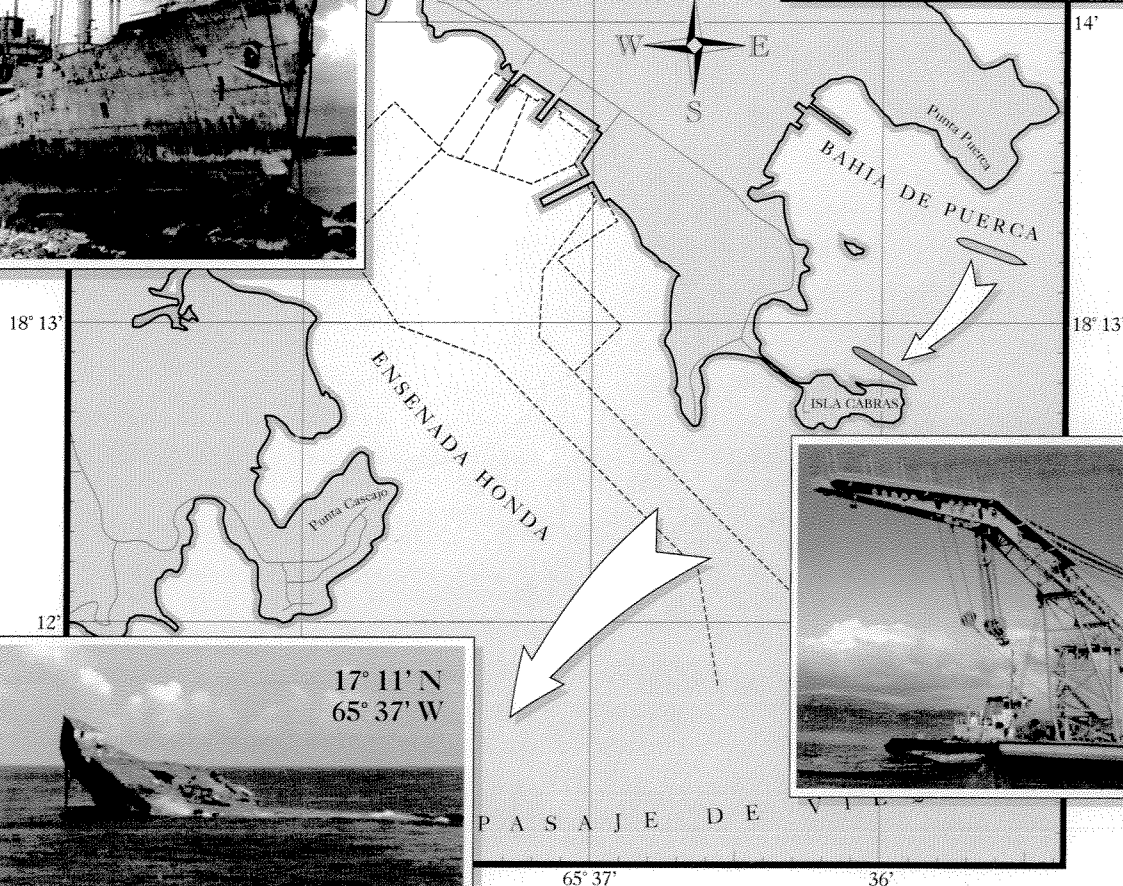 14'
W E
S
Punta Puerca
BAHIA DE PUERCA
18° 13'
18° 13'
ISLA CABRAS
ENSENADA HONDA
Punta Cascajo
12'
17° 11' N
65° 37' W
PASAJE DE
65° 37'
36'